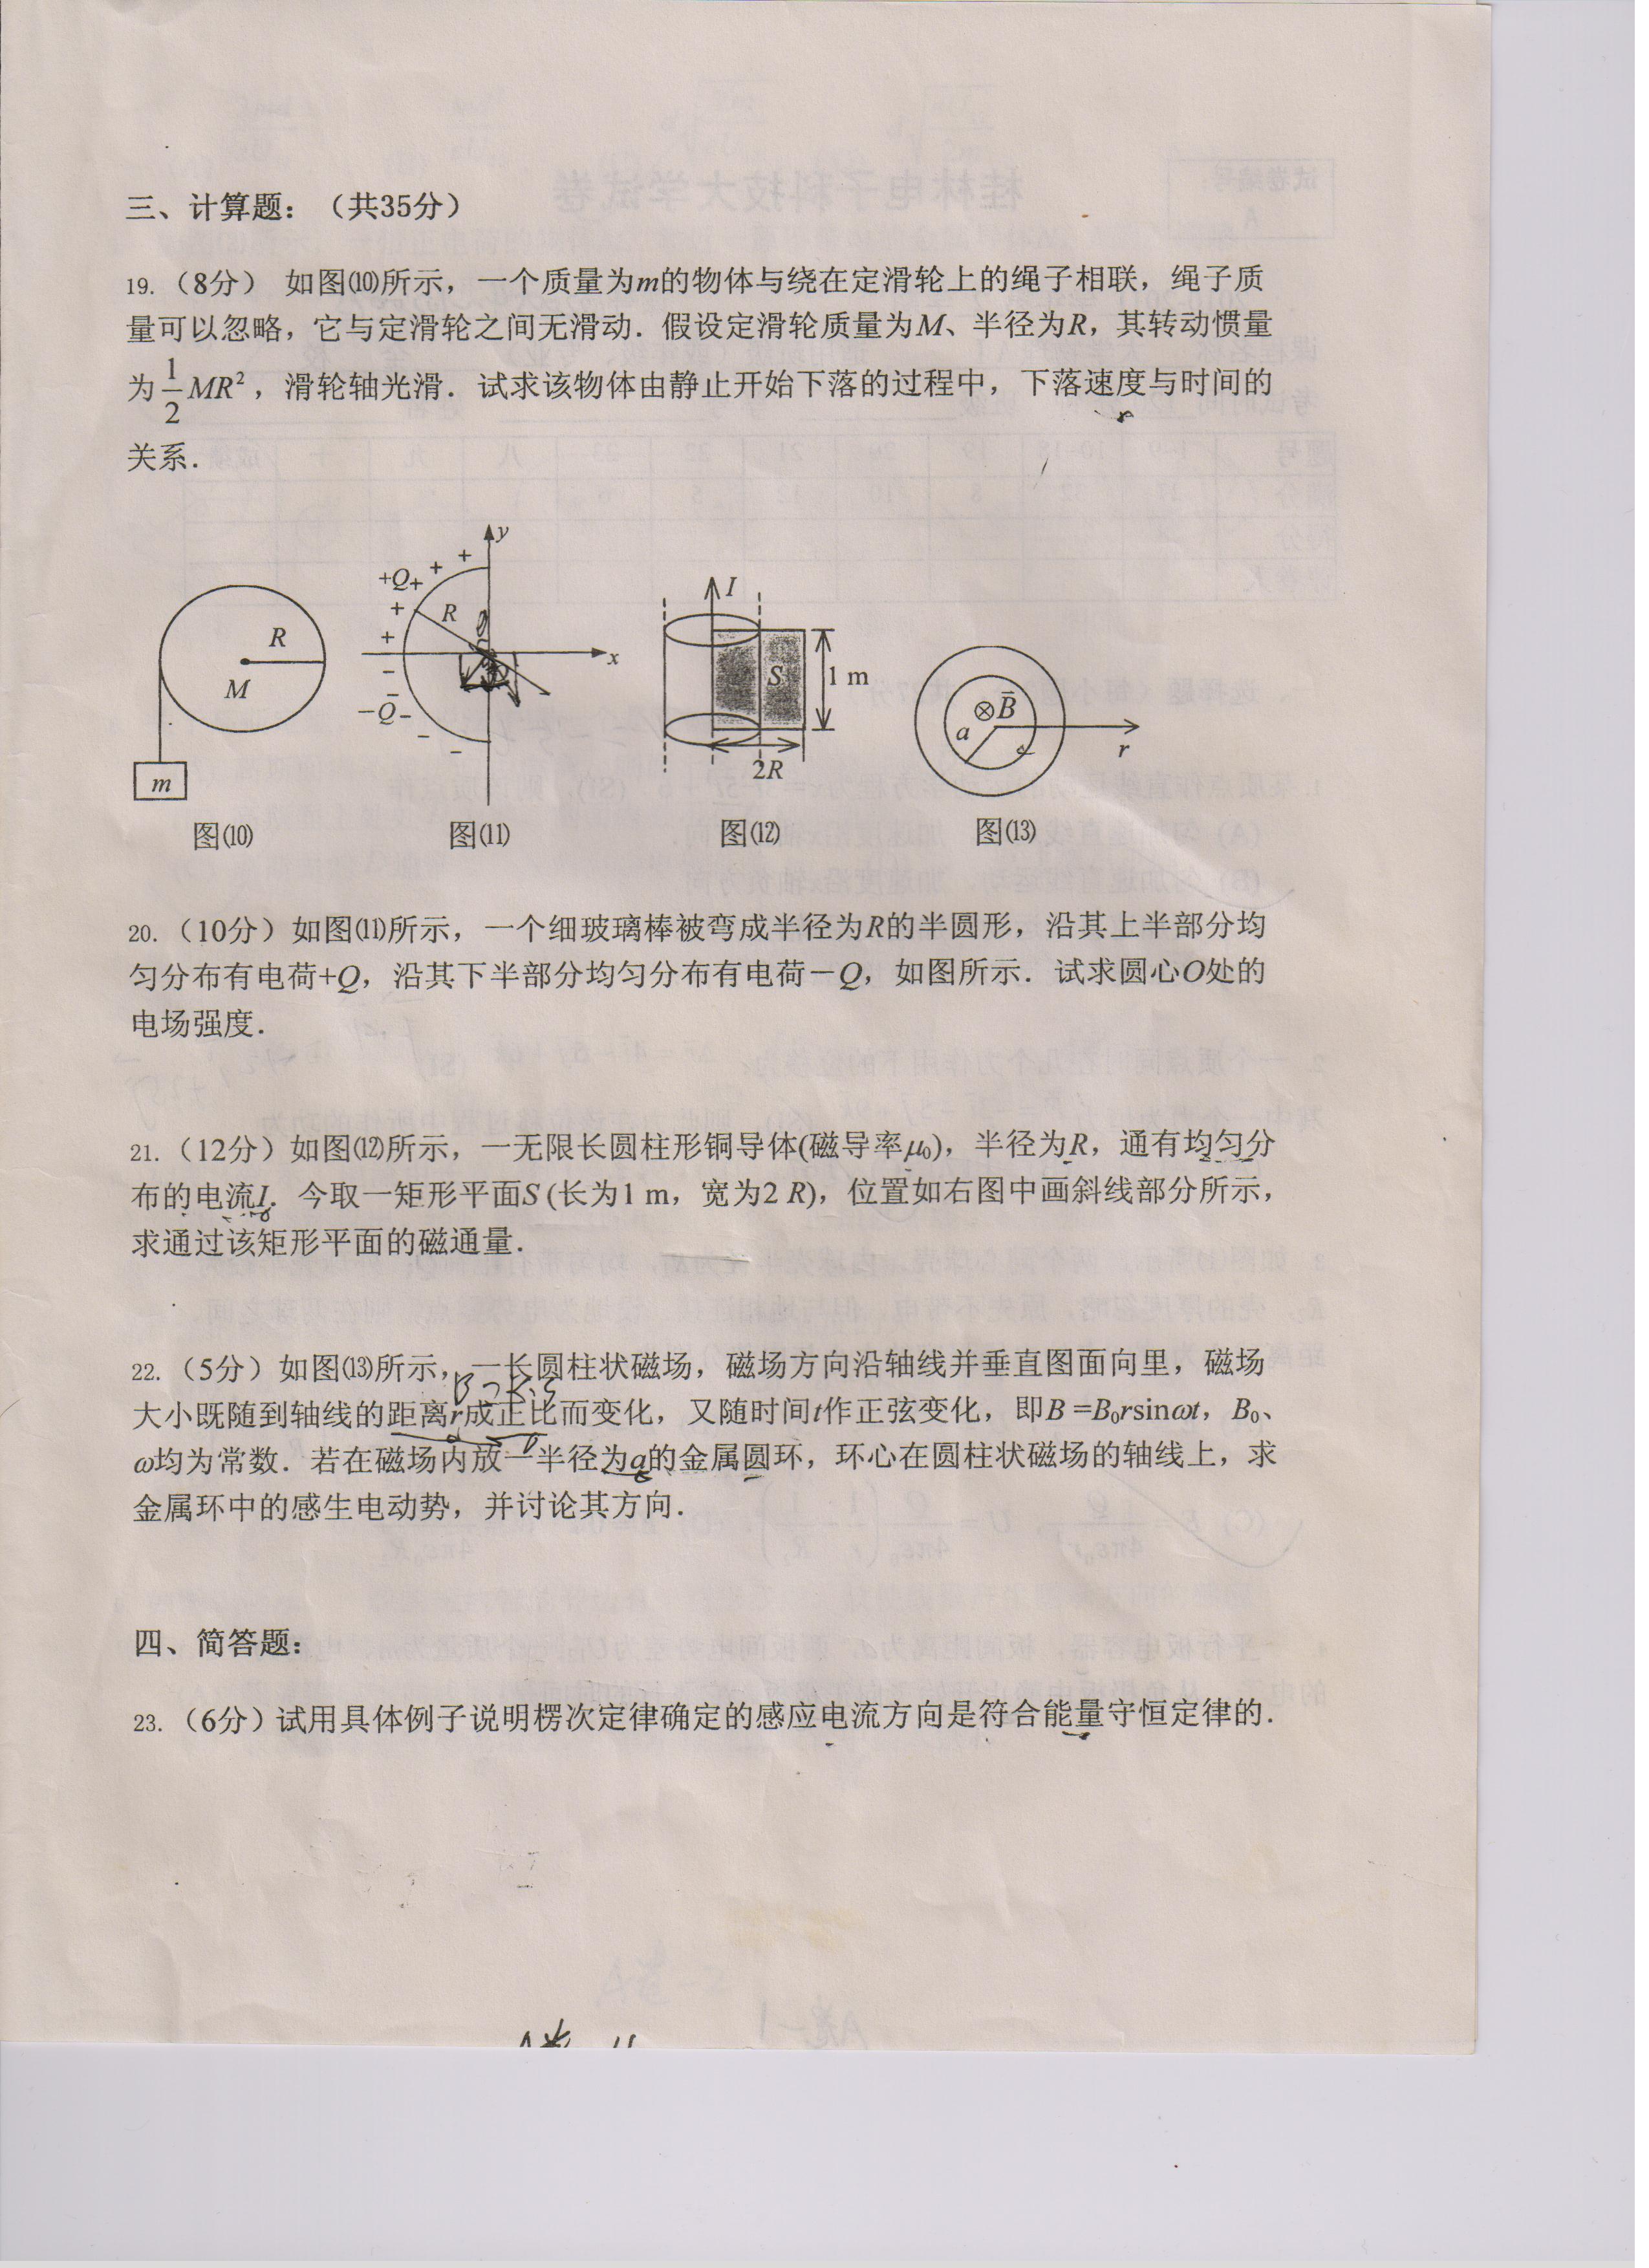 三、计算题：（共35分）
19.（8分） 如图⑽所示，一个质量为m的物体与绕在定滑轮上的绳子相联，绳子质
量可以忽略，它与定滑轮之间无滑动．假设定滑轮质量为M、半径为R，其转动惯量
为1/2 MR²，滑轮轴光滑．试求该物体由静止开始下落的过程中，下落速度与时间的
关系．
R
M
m
图⑽
y
+Q
+ + +
+
+
R
x
−
−
−Q −
−
−
图⑾
I
S
1 m
2R
图⑿
⊗B
a
r
图⒀
20.（10分）如图⑾所示，一个细玻璃棒被弯成半径为R的半圆形，沿其上半部分均
匀分布有电荷+Q，沿其下半部分均匀分布有电荷－Q，如图所示．试求圆心O处的
电场强度．
21.（12分）如图⑿所示，一无限长圆柱形铜导体(磁导率μ₀)，半径为R，通有均匀分
布的电流I．今取一矩形平面S (长为1 m，宽为2 R)，位置如右图中画斜线部分所示，
求通过该矩形平面的磁通量．
22.（5分）如图⒀所示，一长圆柱状磁场，磁场方向沿轴线并垂直图面向里，磁场
大小既随到轴线的距离r成正比而变化，又随时间t作正弦变化，即B =B₀rsinωt，B₀、
ω均为常数．若在磁场内放一半径为a的金属圆环，环心在圆柱状磁场的轴线上，求
金属环中的感生电动势，并讨论其方向．
四、简答题：
23.（6分）试用具体例子说明楞次定律确定的感应电流方向是符合能量守恒定律的．